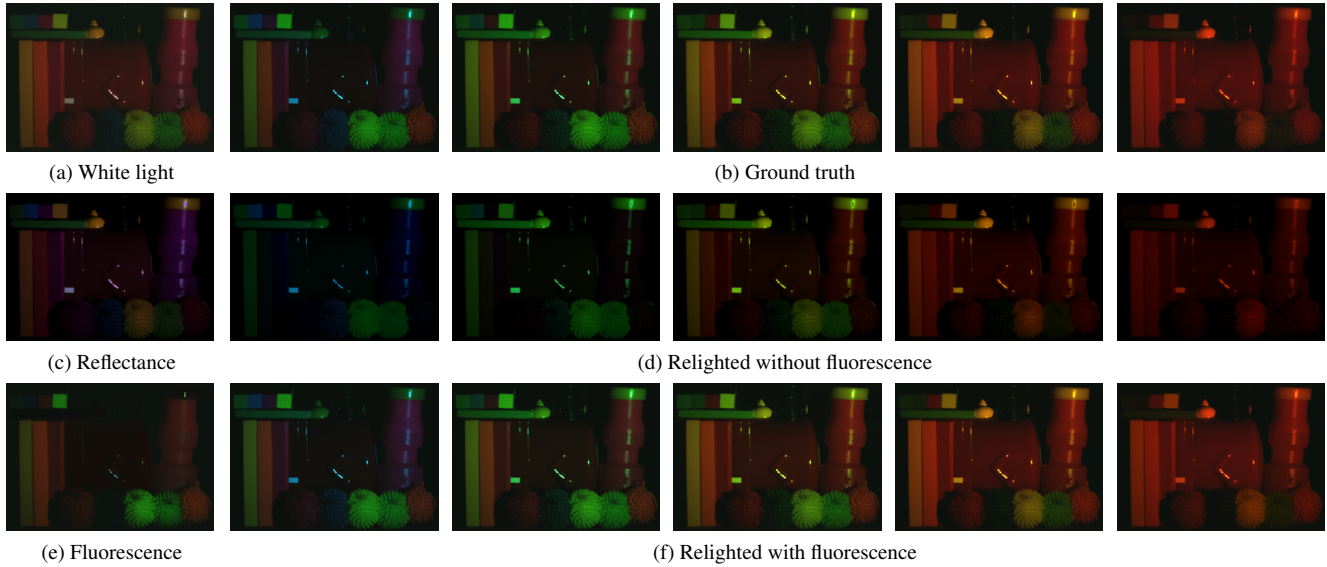 (a) White light
(b) Ground truth
(c) Reflectance
(d) Relighted without fluorescence
(e) Fluorescence
(f) Relighted with fluorescence